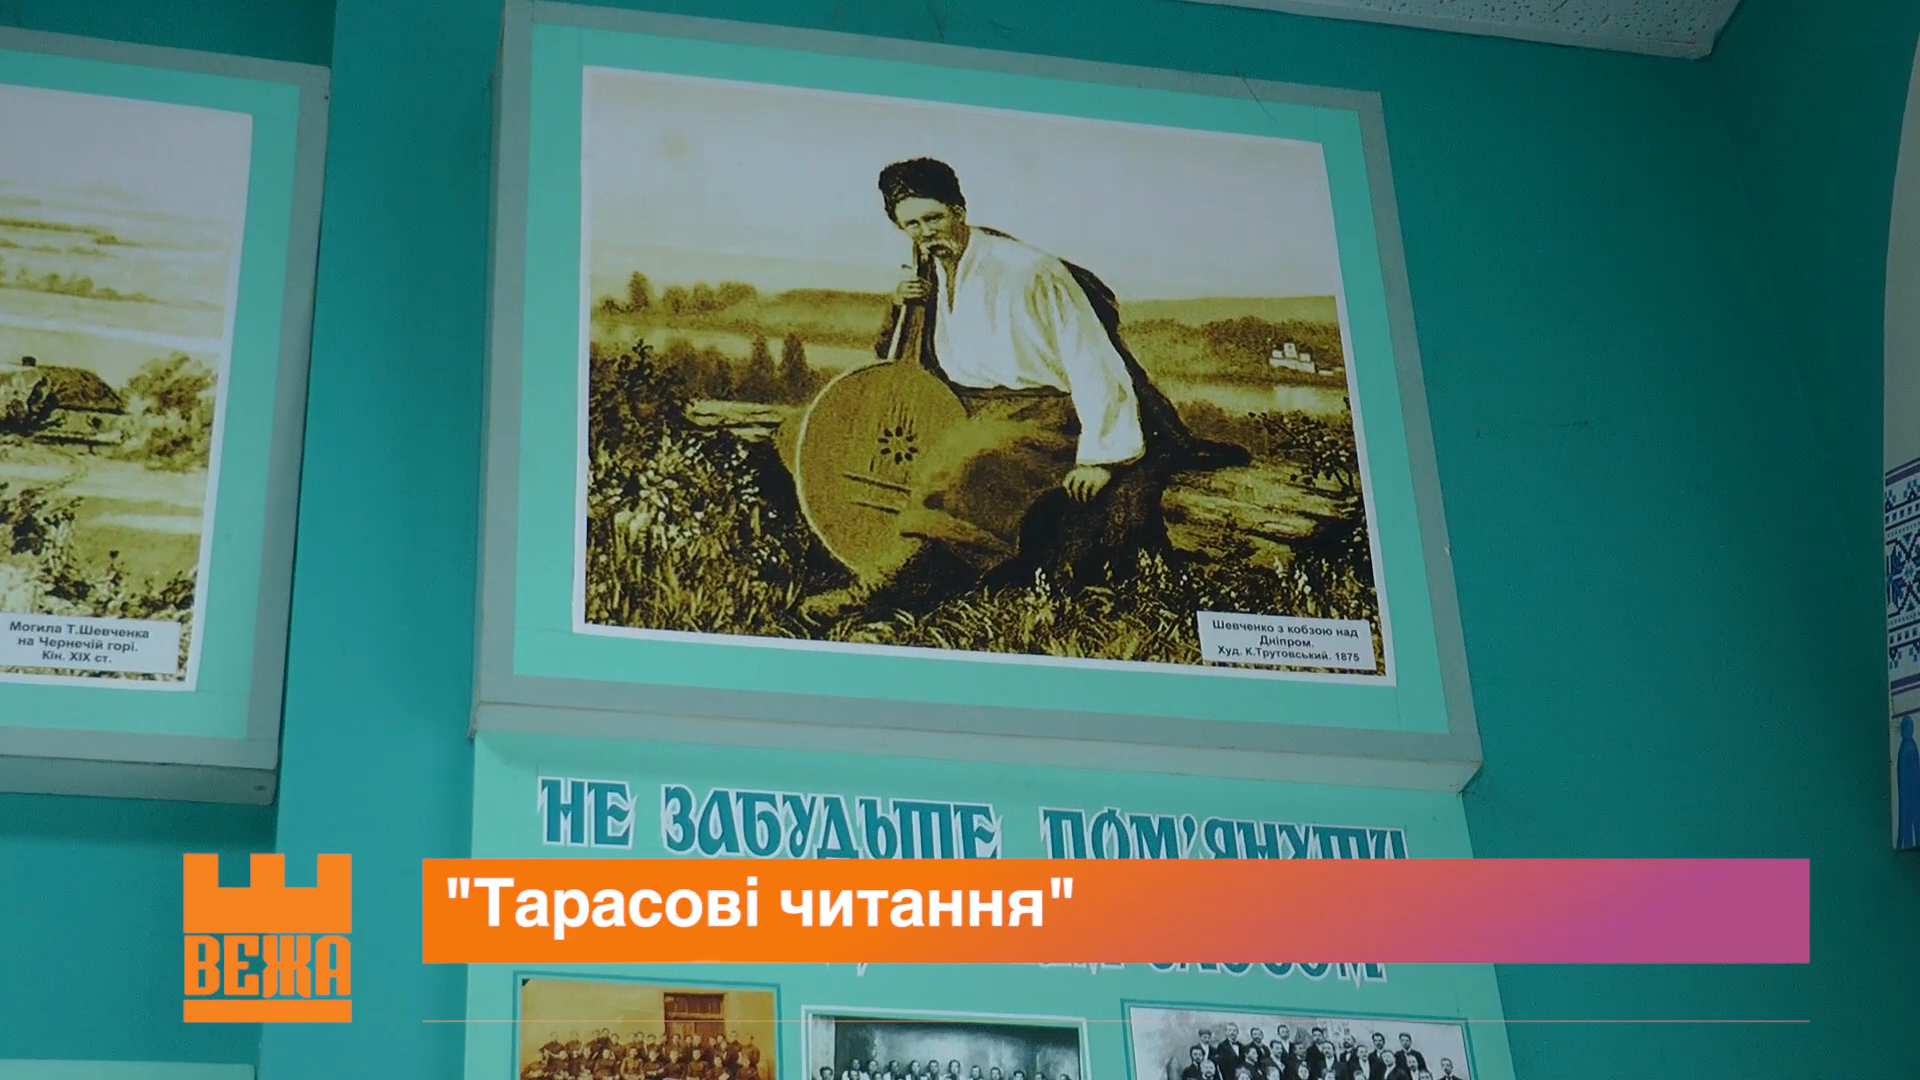 Могила Т.Шевченка
на Чернечій горі.
Кін. XIX ст.
Шевченко з кобзою над
Дніпром.
Худ. К.Трутовський. 1875
НЕ ЗАБУДЬТЕ ПОМ'ЯНУТИ
"Тарасові читання"
ВЕЖА